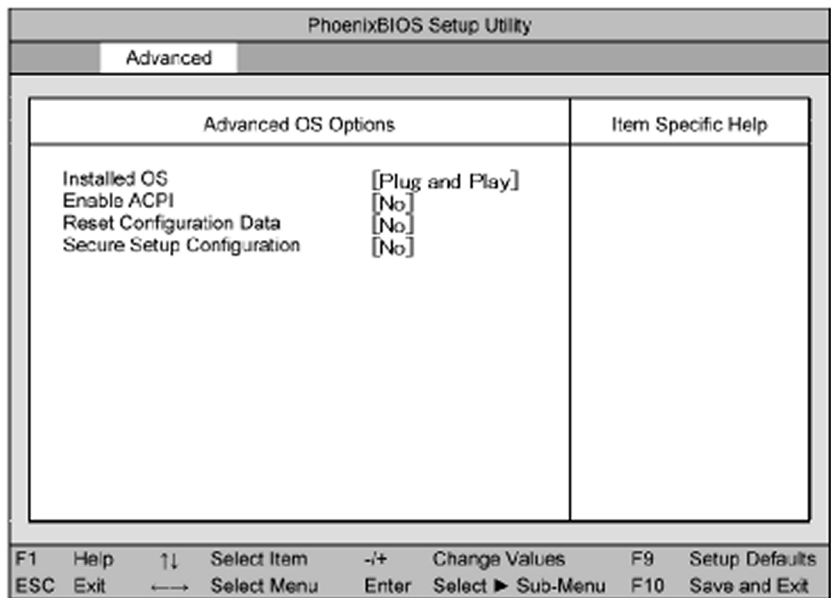 PhoenixBIOS Setup Utility
Advanced
Advanced OS Options
Item Specific Help
Installed OS [Plug and Play]
Enable ACPI [No]
Reset Configuration Data [No]
Secure Setup Configuration [No]
F1 Help ↑↓ Select Item -/+ Change Values F9 Setup Defaults
ESC Exit ←→ Select Menu Enter Select ▶ Sub-Menu F10 Save and Exit